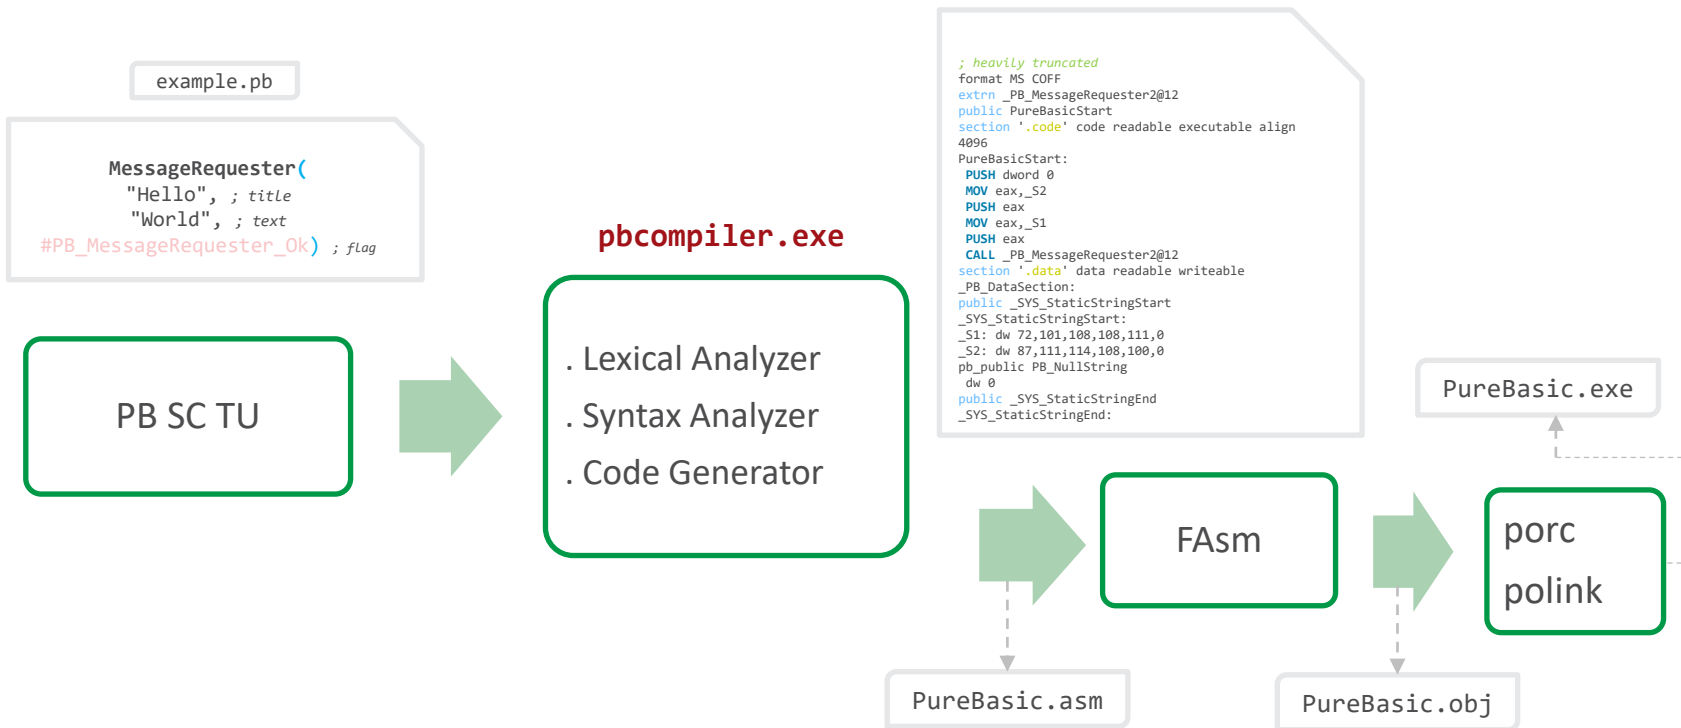 example.pb
MessageRequester(
"Hello", ; title
"World", ; text
#PB_MessageRequester_Ok) ; flag
PB SC TU
pbcompiler.exe
. Lexical Analyzer
. Syntax Analyzer
. Code Generator
; heavily truncated
format MS COFF
extrn _PB_MessageRequester2@12
public PureBasicStart
section '.code' code readable executable align
4096
PureBasicStart:
PUSH dword 0
MOV eax,_S2
PUSH eax
MOV eax,_S1
PUSH eax
CALL _PB_MessageRequester2@12
section '.data' data readable writeable
_PB_DataSection:
public _SYS_StaticStringStart
_SYS_StaticStringStart:
_S1: dw 72,101,108,108,111,0
_S2: dw 87,111,114,108,100,0
pb_public PB_NullString
dw 0
public _SYS_StaticStringEnd
_SYS_StaticStringEnd:
PureBasic.asm
FAsm
PureBasic.obj
porc
polink
PureBasic.exe